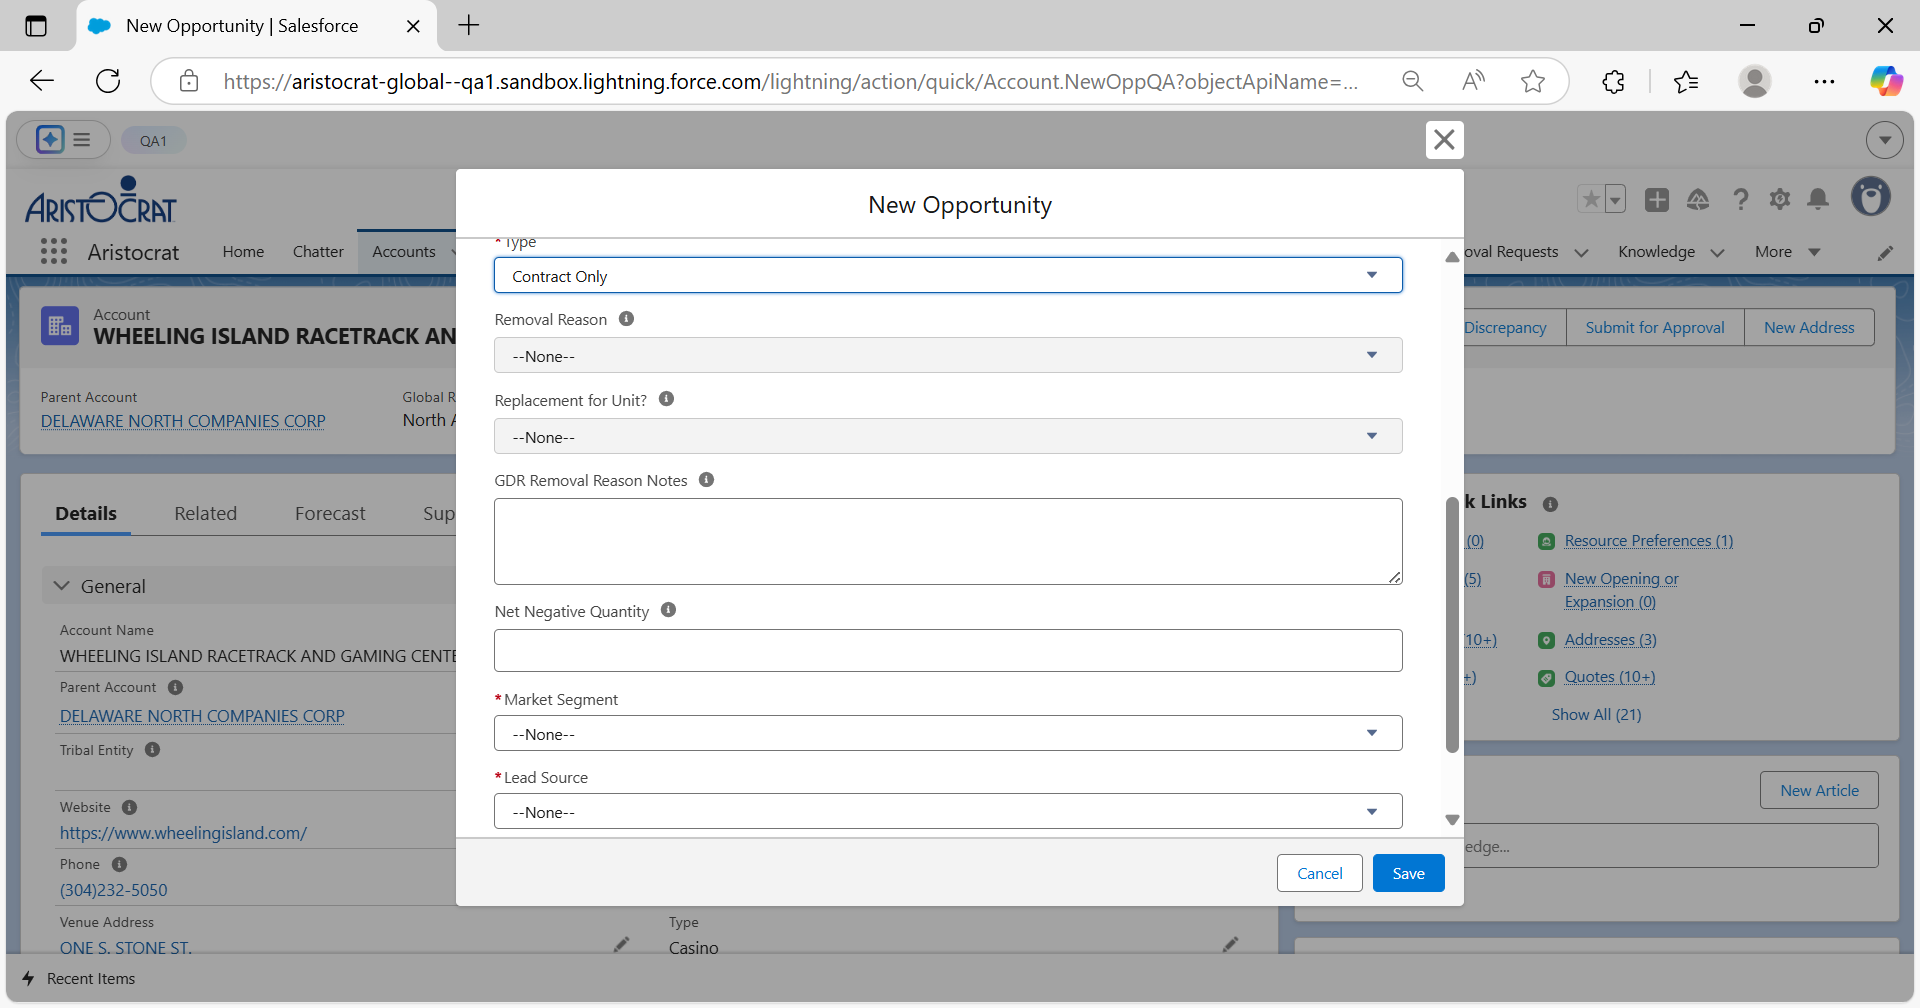 New Opportunity | Salesforce
https://aristocrat-global--qa1.sandbox.lightning.force.com/lightning/action/quick/Account.NewOppQA?objectApiName=...
QA1
ARISTOCRAT
Aristocrat
Home
Chatter
Accounts
oval Requests
Knowledge
More
Account
WHEELING ISLAND RACETRACK AN
Discrepancy
Submit for Approval
New Address
Parent Account
DELAWARE NORTH COMPANIES CORP
Global R
North A
Details
Related
Forecast
Sup
General
Account Name
WHEELING ISLAND RACETRACK AND GAMING CENTE
Parent Account
DELAWARE NORTH COMPANIES CORP
Tribal Entity
Website
https://www.wheelingisland.com/
Phone
(304)232-5050
Venue Address
ONE S. STONE ST.
Type
Casino
New Opportunity
* Type
Contract Only
Removal Reason
--None--
Replacement for Unit?
--None--
GDR Removal Reason Notes
Net Negative Quantity
* Market Segment
--None--
* Lead Source
--None--
Cancel
Save
k Links
(0)
Resource Preferences (1)
(5)
New Opening or
Expansion (0)
10+)
Addresses (3)
+)
Quotes (10+)
Show All (21)
New Article
edge...
Recent Items